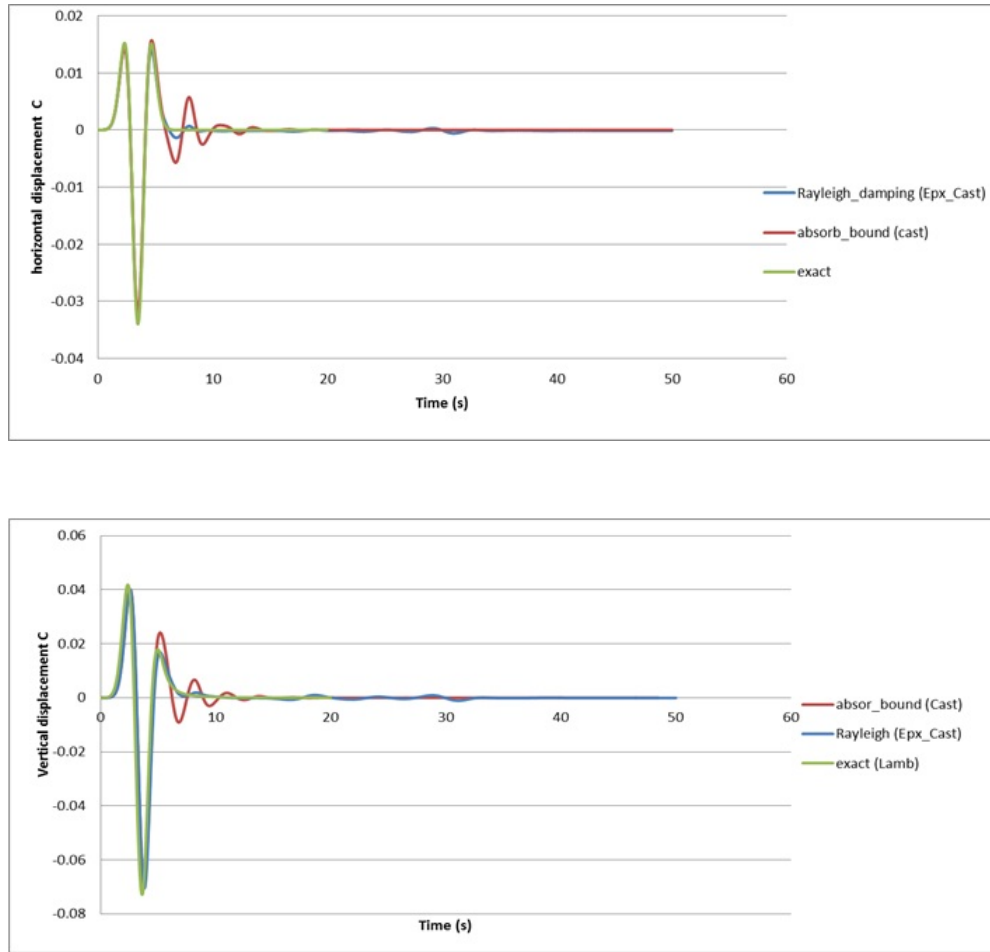 0.02
0.01
0
-0.01
-0.02
-0.03
-0.04
horizontal displacement  C
0 10 20 30 40 50 60
Time (s)
Rayleigh_damping (Epx_Cast)
absorb_bound (cast)
exact
0.06
0.04
0.02
0
-0.02
-0.04
-0.06
-0.08
Vertical displacement C
0 10 20 30 40 50 60
Time (s)
absor_bound (Cast)
Rayleigh (Epx_Cast)
exact (Lamb)